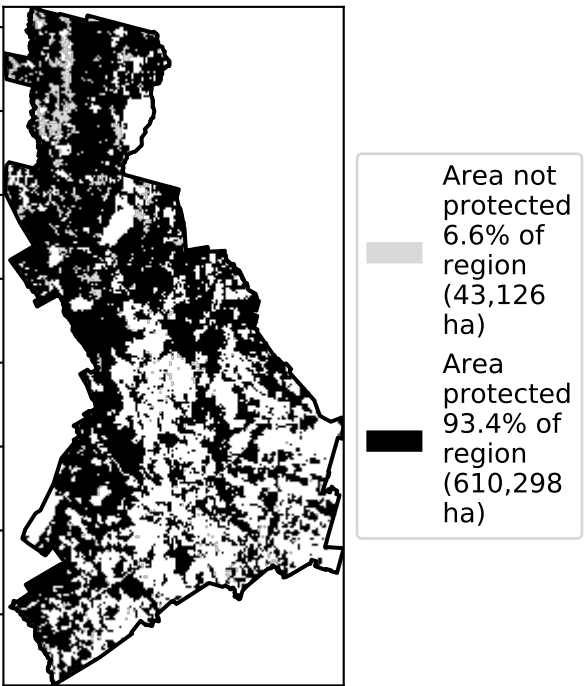 Area not
protected
6.6% of
region
(43,126
ha)
Area
protected
93.4% of
region
(610,298
ha)